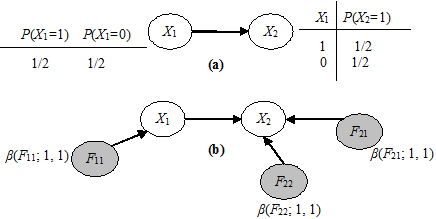 P(X1=1) P(X1=0)
1/2 1/2
X1 X2
X1 P(X2=1)
1 1/2
0 1/2
(a)
X1 X2
F11 β(F11; 1, 1)
F21 β(F21; 1, 1)
(b)
F22
β(F22; 1, 1)